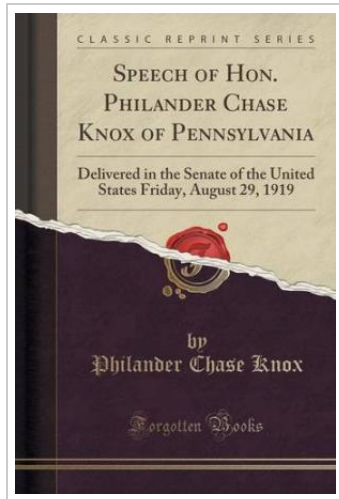 CLASSIC REPRINT SERIES
SPEECH OF HON.
PHILANDER CHASE
KNOX OF PENNSYLVANIA
Delivered in the Senate of the United
States Friday, August 29, 1919
F
by
Philander Chase Knox
Forgotten Books